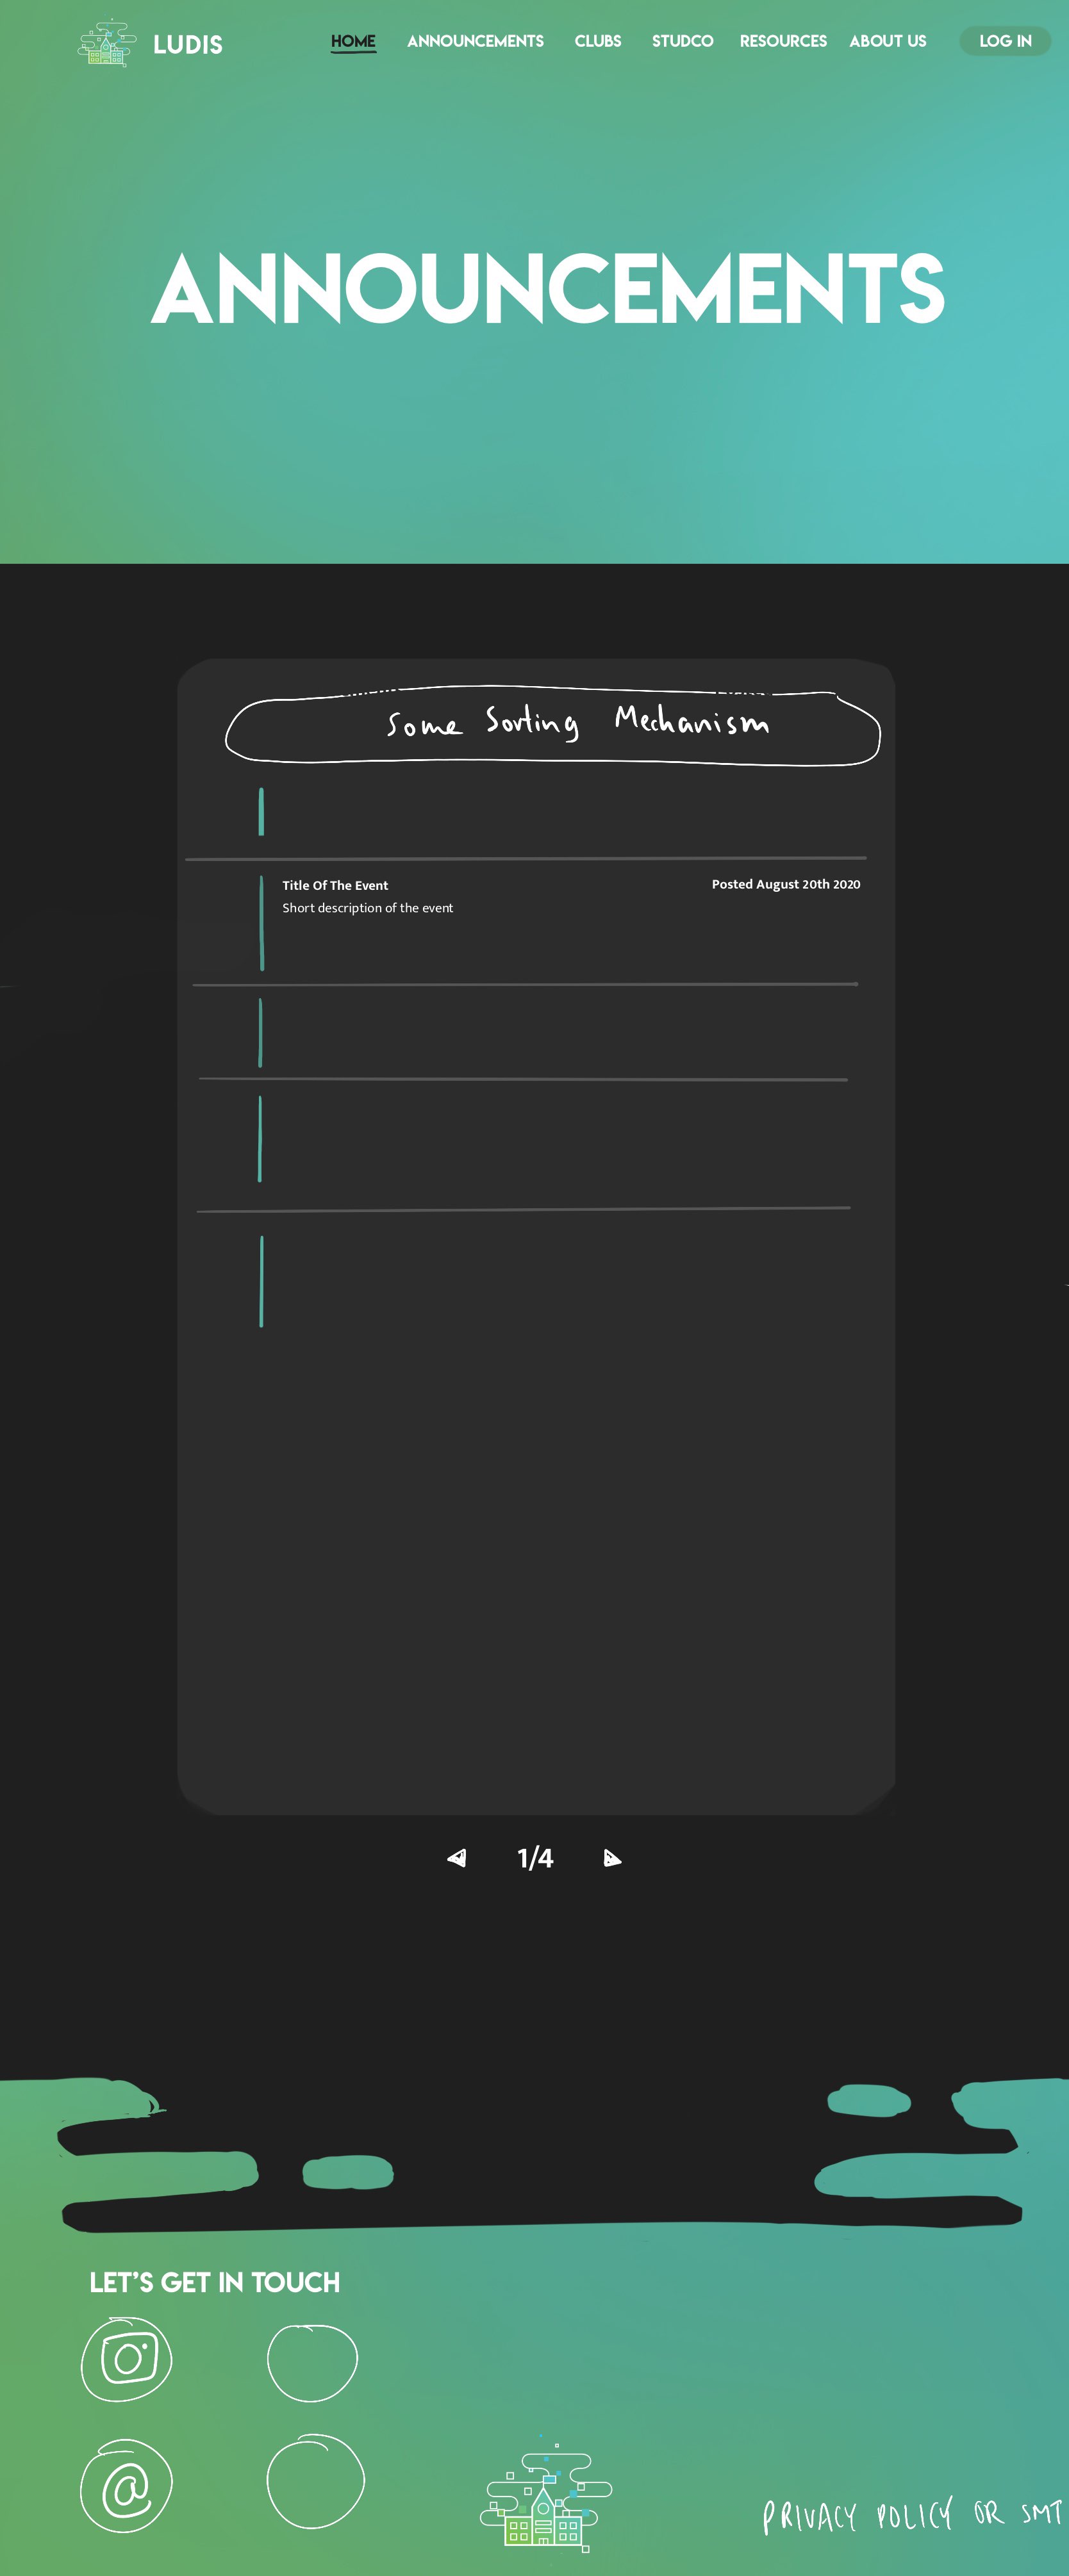 LUDIS
HOME ANNOUNCEMENTS CLUBS STUDCO RESOURCES ABOUT US LOG IN
ANNOUNCEMENTS
Some Sorting Mechanism
Title Of The Event
Posted August 20th 2020
Short description of the event
1/4
LET'S GET IN TOUCH
@
PRIVACY POLICY OR SMT